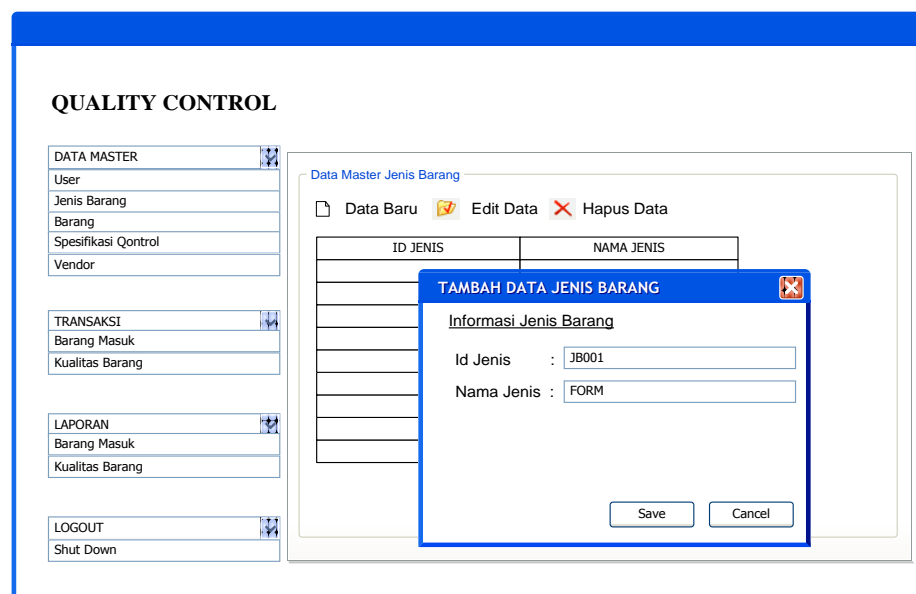 QUALITY CONTROL
DATA MASTER
User
Jenis Barang
Barang
Spesifikasi Qontrol
Vendor
TRANSAKSI
Barang Masuk
Kualitas Barang
LAPORAN
Barang Masuk
Kualitas Barang
LOGOUT
Shut Down
Data Master Jenis Barang
Data Baru Edit Data Hapus Data
ID JENIS NAMA JENIS
TAMBAH DATA JENIS BARANG
Informasi Jenis Barang
Id Jenis : JB001
Nama Jenis : FORM
Save Cancel